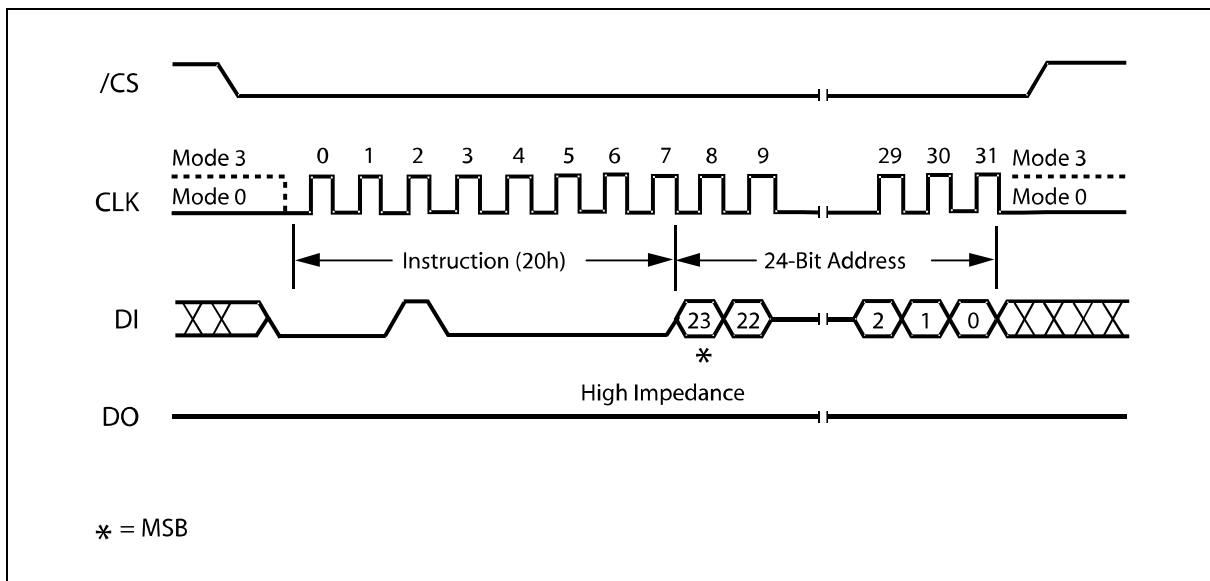 /CS
Mode 3 0 1 2 3 4 5 6 7 8 9 29 30 31 Mode 3
CLK Mode 0 Mode 0
Instruction (20h) 24-Bit Address
DI 23 22 2 1 0
*
High Impedance
DO
* = MSB